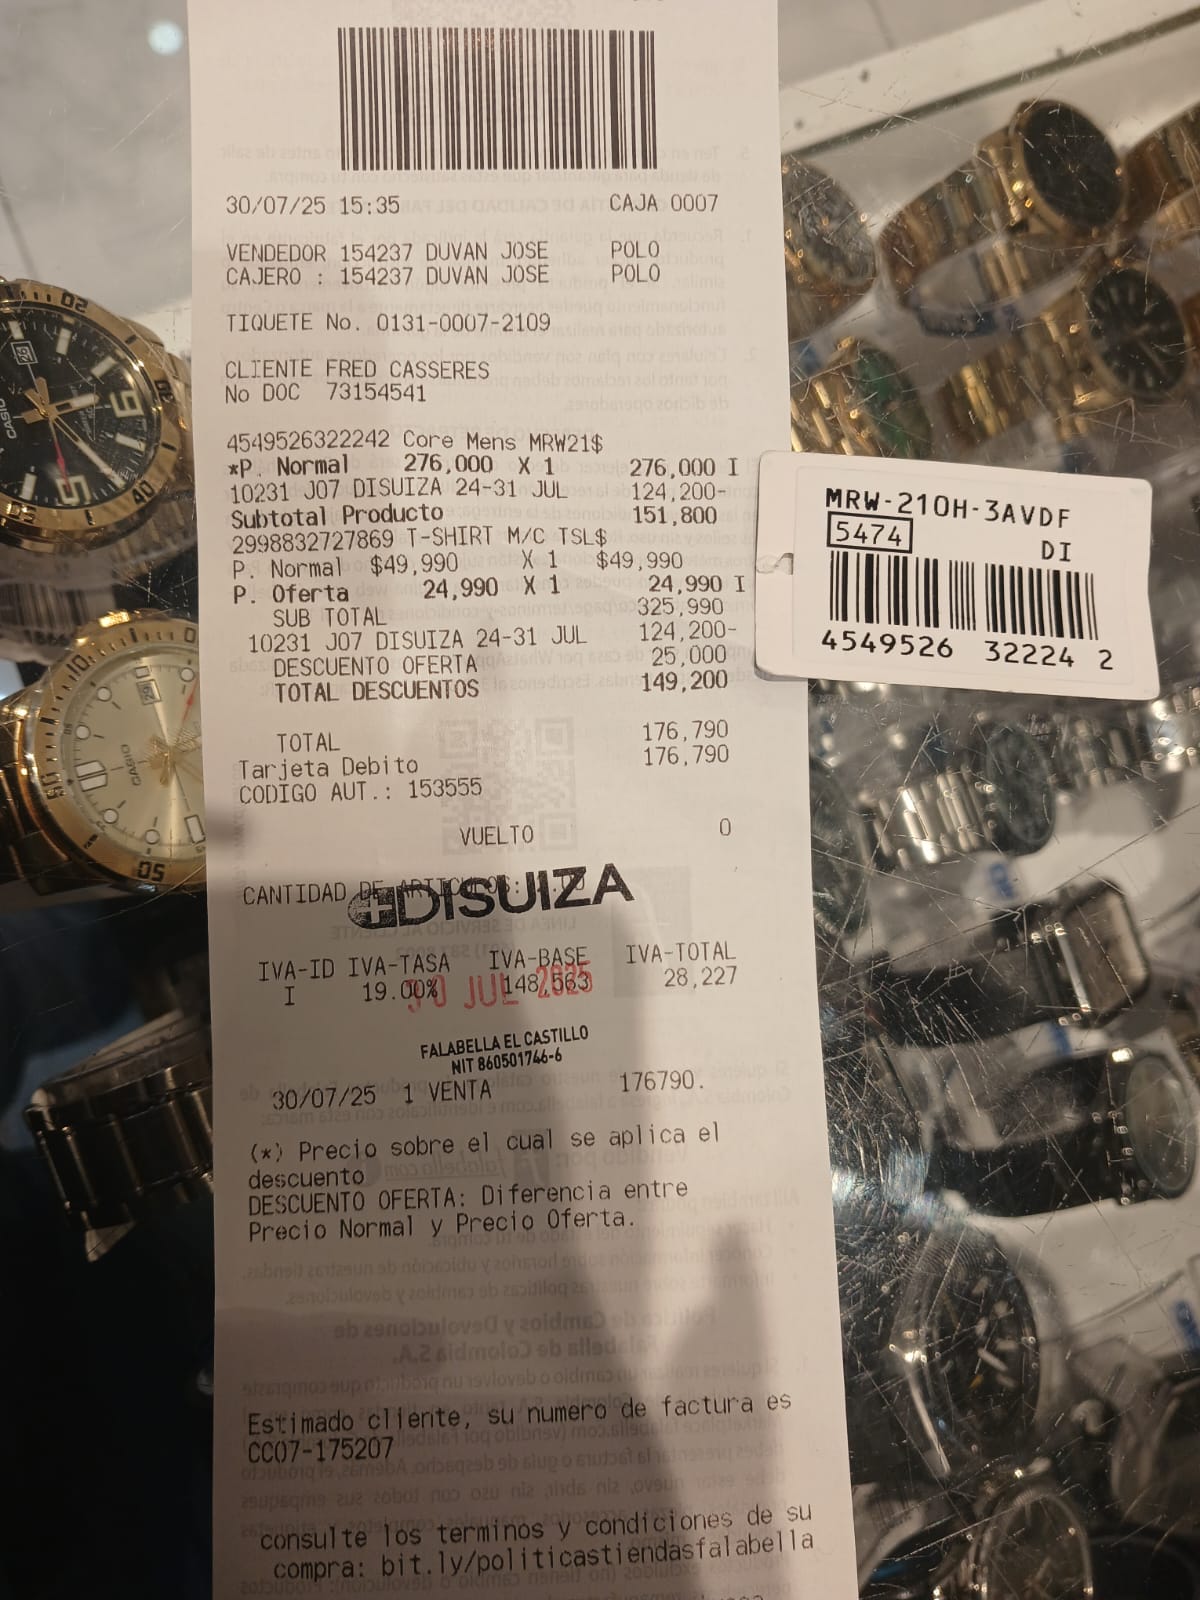 30/07/25 15:35 CAJA 0007
VENDEDOR 154237 DUVAN JOSE POLO
CAJERO : 154237 DUVAN JOSE POLO
TIQUETE No. 0131-0007-2109
CLIENTE FRED CASSERES
No DOC 73154541
4549526322242 Core Mens MRW21$
*P. Normal 276,000 X 1 276,000 I
10231 J07 DISUIZA 24-31 JUL 124,200-
Subtotal Producto 151,800
2998832727869 T-SHIRT M/C TSL$
P. Normal $49,990 X 1 $49,990
P. Oferta 24,990 X 1 24,990 I
SUB TOTAL 325,990
10231 J07 DISUIZA 24-31 JUL 124,200-
DESCUENTO OFERTA 25,000
TOTAL DESCUENTOS 149,200
TOTAL 176,790
Tarjeta Debito 176,790
CODIGO AUT.: 153555
VUELTO 0
CANTIDAD DE ARTICULOS:
DISUIZA
IVA-ID IVA-TASA IVA-BASE IVA-TOTAL
I 19.00% 148,563 28,227
30 JUL 2025
FALABELLA EL CASTILLO
NIT 860501746-6
30/07/25 1 VENTA 176790.
(*) Precio sobre el cual se aplica el
descuento
DESCUENTO OFERTA: Diferencia entre
Precio Normal y Precio Oferta.
Estimado cliente, su numero de factura es
CC07-175207
consulte los terminos y condiciones de su
compra: bit.ly/politicastiendasfalabella
MRW-210H-3AVDF
5474
DI
4549526 32224 2
CASIO
CASIO